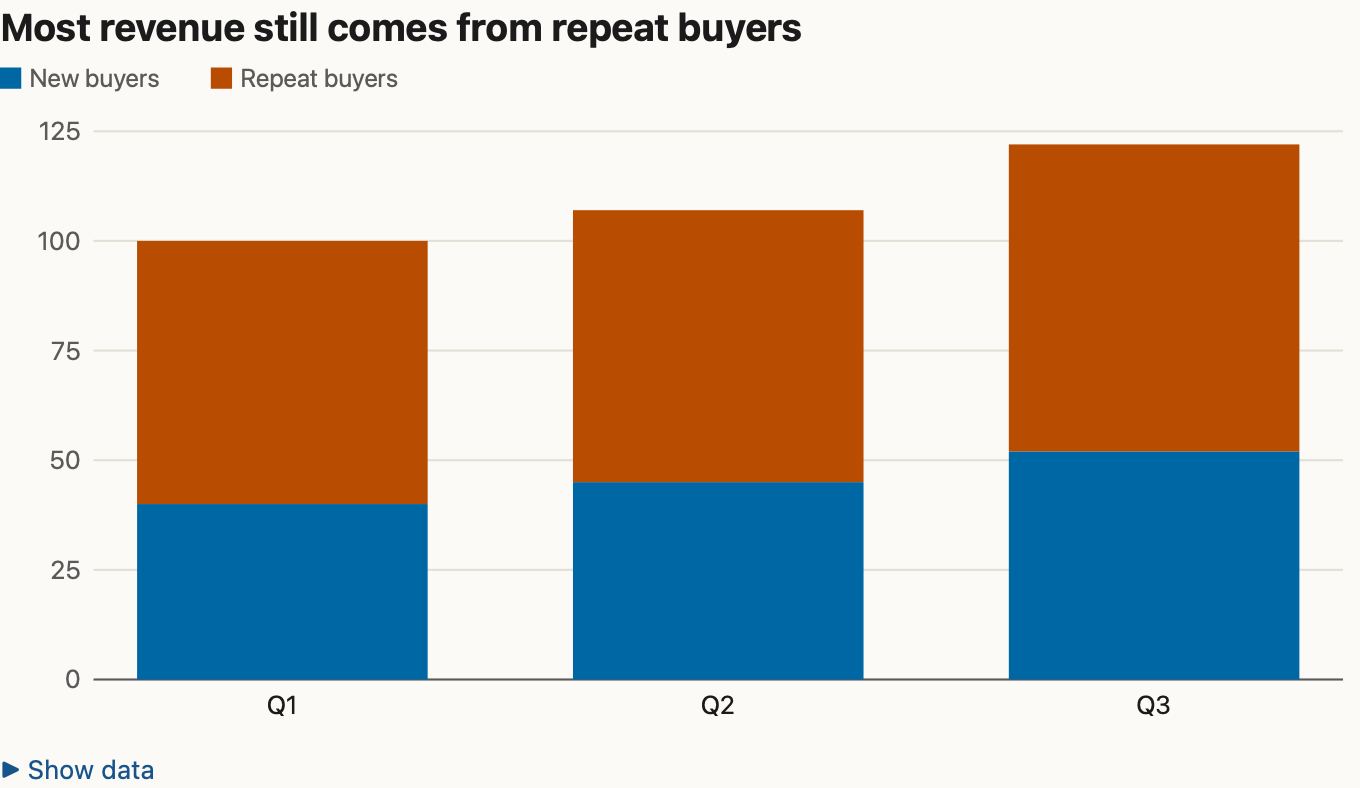 Most revenue still comes from repeat buyers
New buyers Repeat buyers
125
100
75
50
25
0
Q1 Q2 Q3
Show data